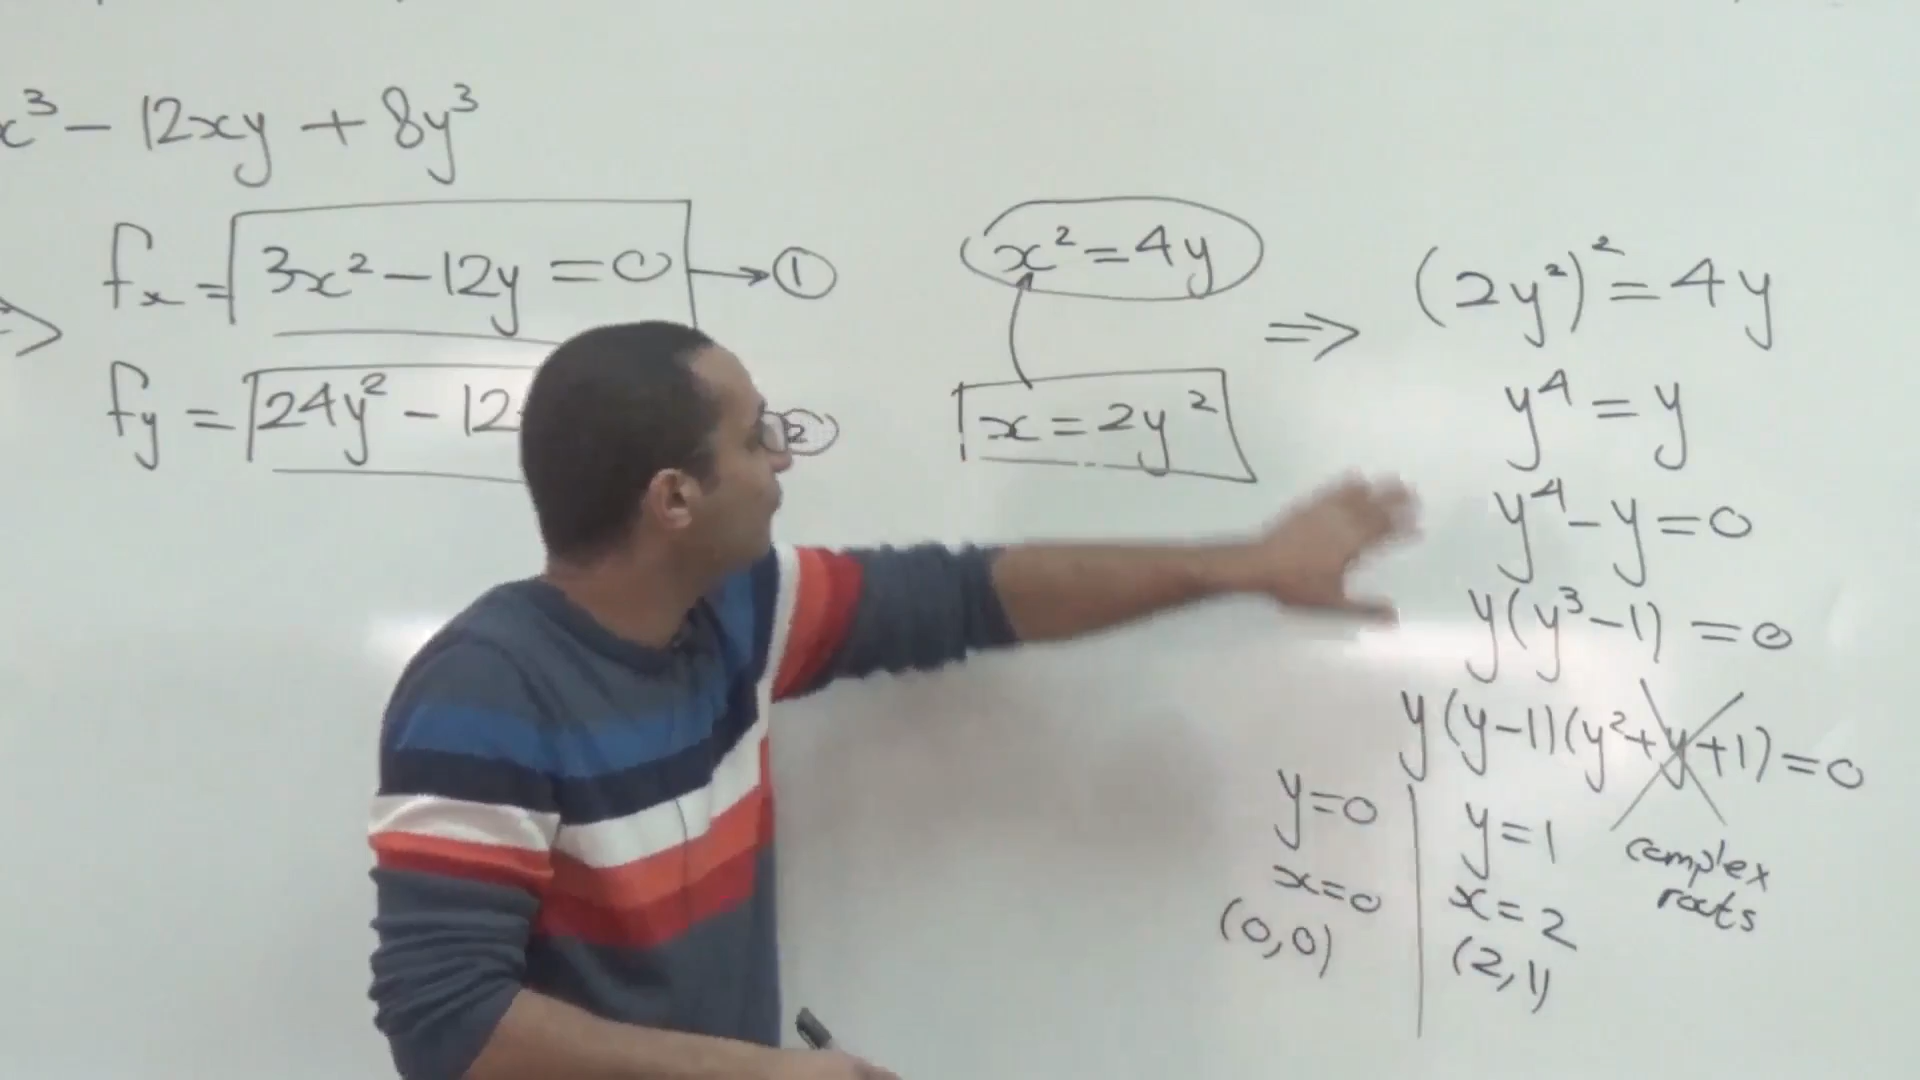 x³ - 12xy + 8y³
⇒ fx = 3x² - 12y = 0 → ①
fy = 24y² - 12
②
x² = 4y
x = 2y²
⇒ (2y²)² = 4y
y⁴ = y
y⁴ - y = 0
y(y³ - 1) = 0
y(y-1)(y²+y+1) = 0
y = 0
x = 0
(0,0)
y = 1
x = 2
(2,1)
complex
roots